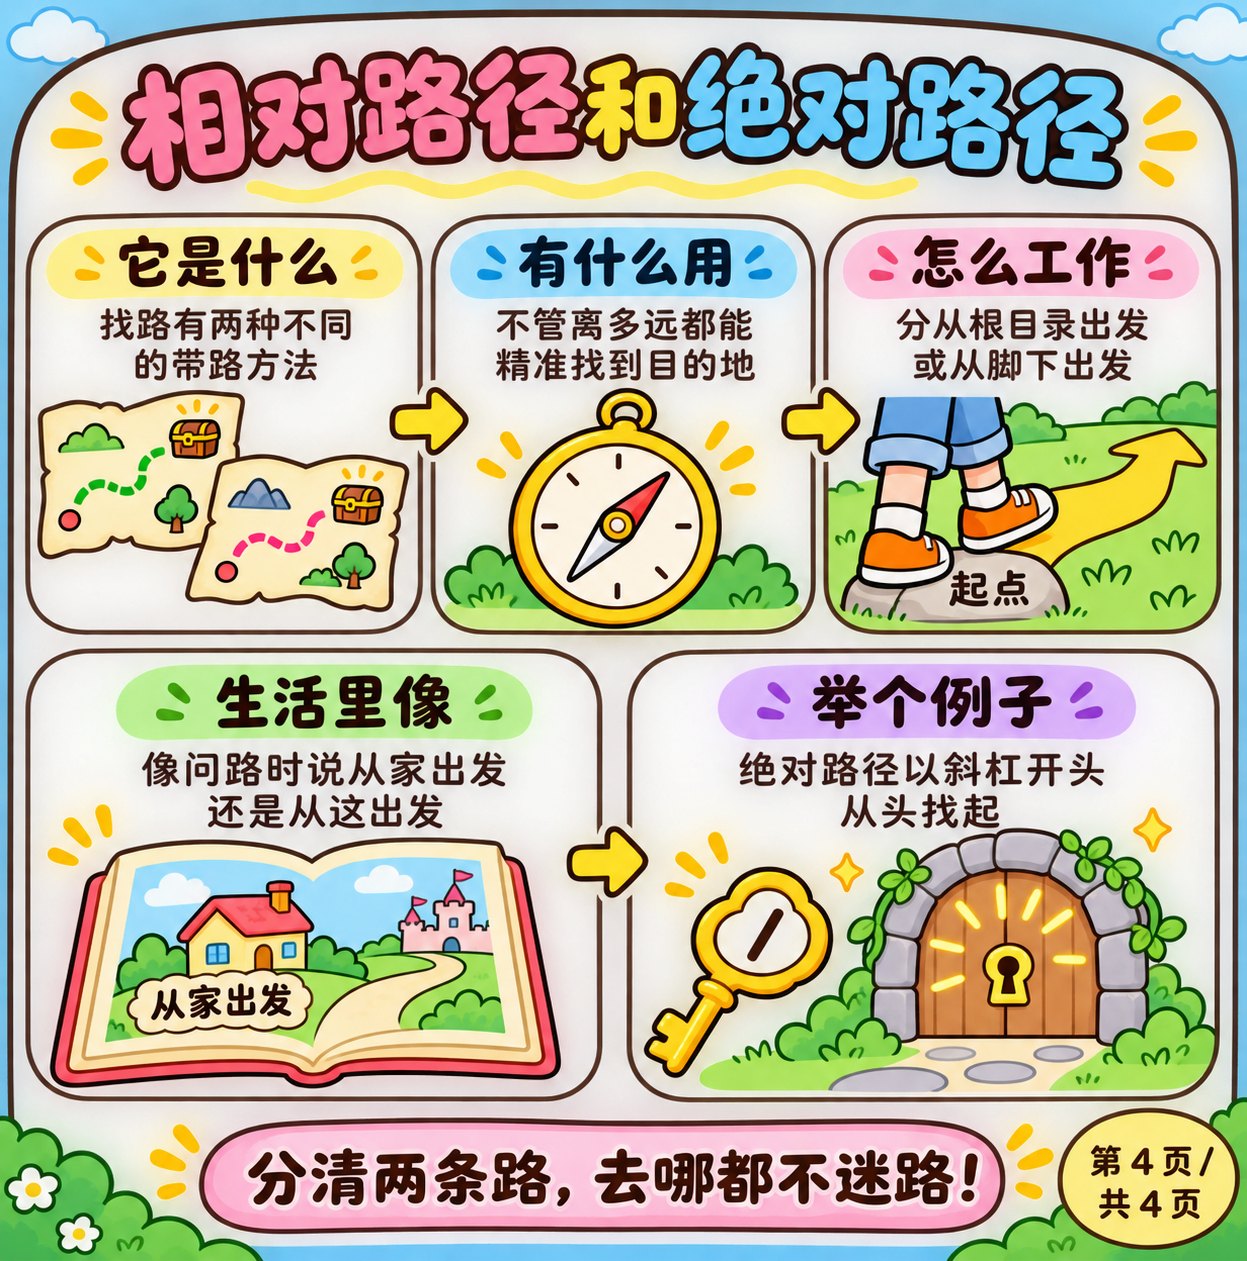 相对路径和绝对路径
它是什么
找路有两种不同
的带路方法
有什么用
不管离多远都能
精准找到目的地
怎么工作
分从根目录出发
或从脚下出发
起点
生活里像
像问路时说从家出发
还是从这出发
从家出发
举个例子
绝对路径以斜杠开头
从头找起
/
分清两条路，去哪都不迷路！
第4页/
共4页